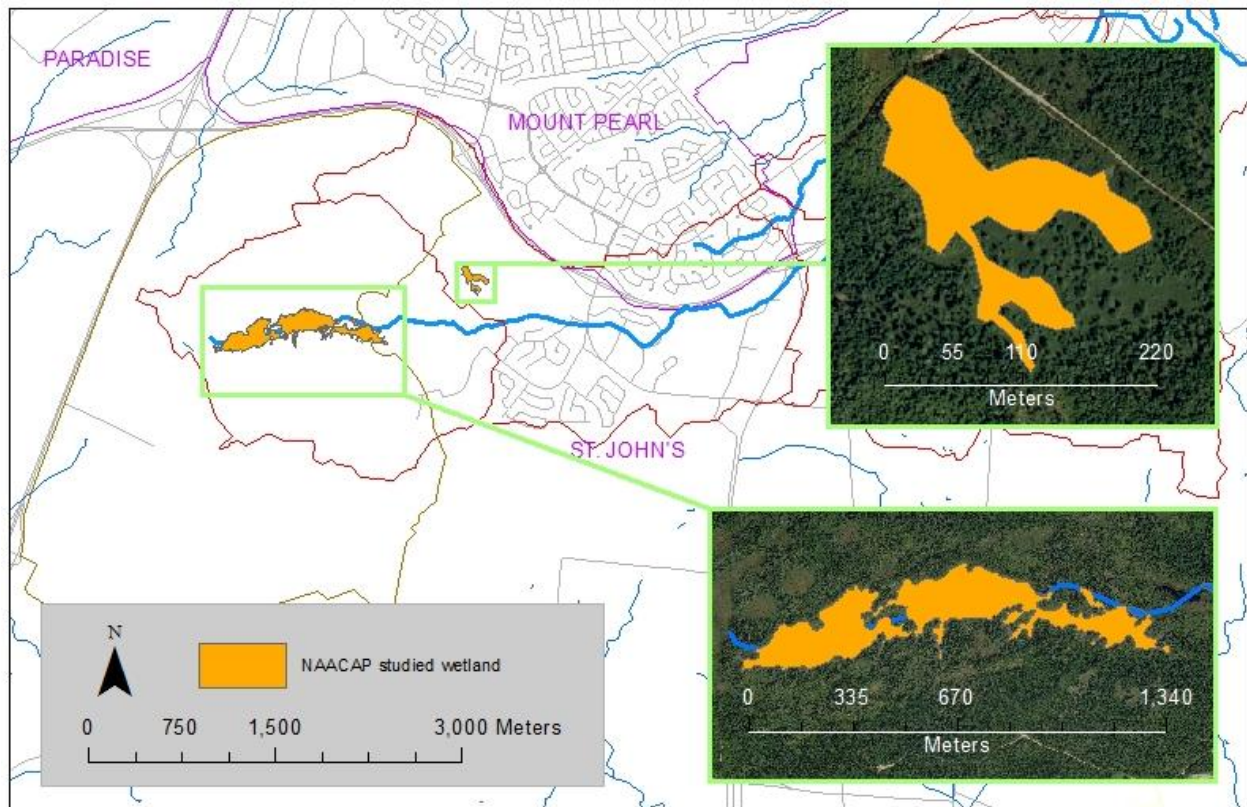 PARADISE
MOUNT PEARL
0 55 110 220
Meters
ST. JOHN'S
N
NAACAP studied wetland
0 750 1,500 3,000 Meters
0 335 670 1,340
Meters